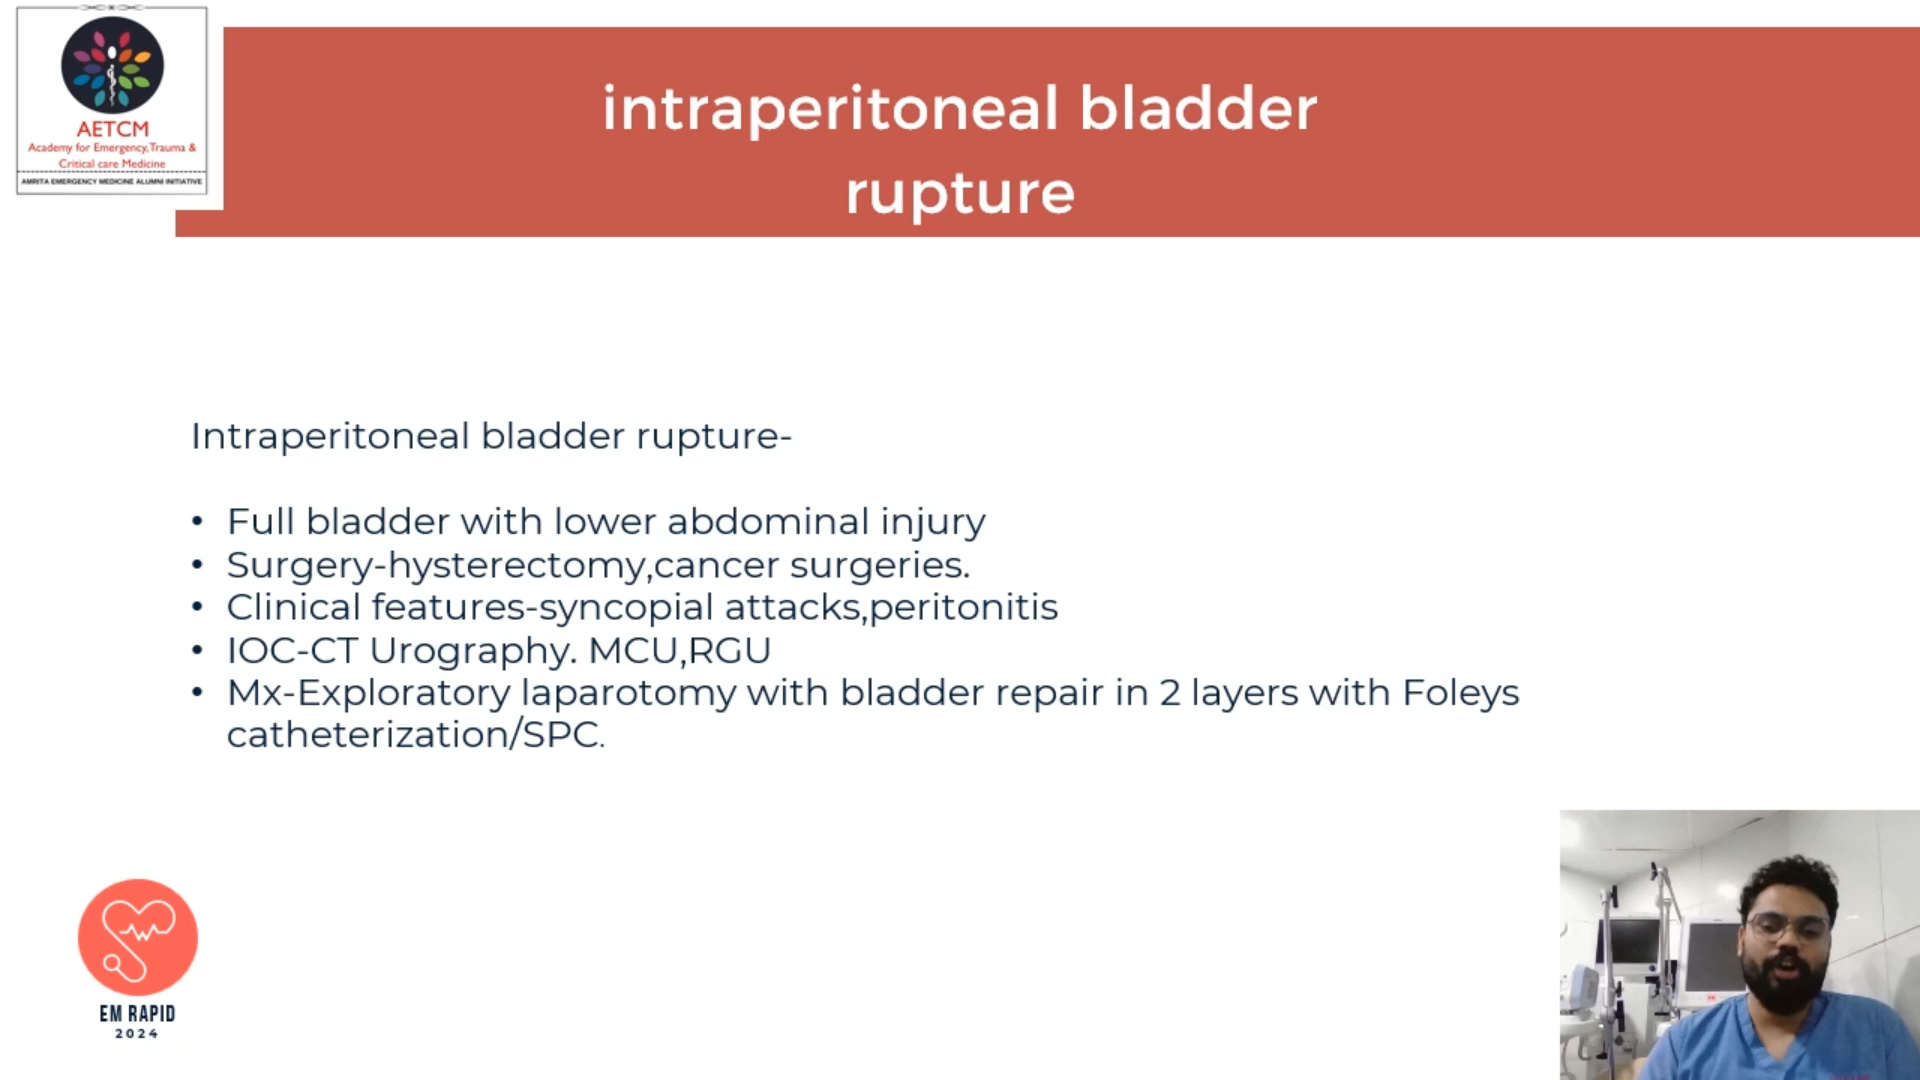 AETCM
Academy for Emergency,Trauma &
Critical care Medicine
AMRITA EMERGENCY MEDICINE ALUMNI INITIATIVE
intraperitoneal bladder
rupture
Intraperitoneal bladder rupture-
• Full bladder with lower abdominal injury
• Surgery-hysterectomy,cancer surgeries.
• Clinical features-syncopial attacks,peritonitis
• IOC-CT Urography. MCU,RGU
• Mx-Exploratory laparotomy with bladder repair in 2 layers with Foleys
catheterization/SPC.
EM RAPID
2024